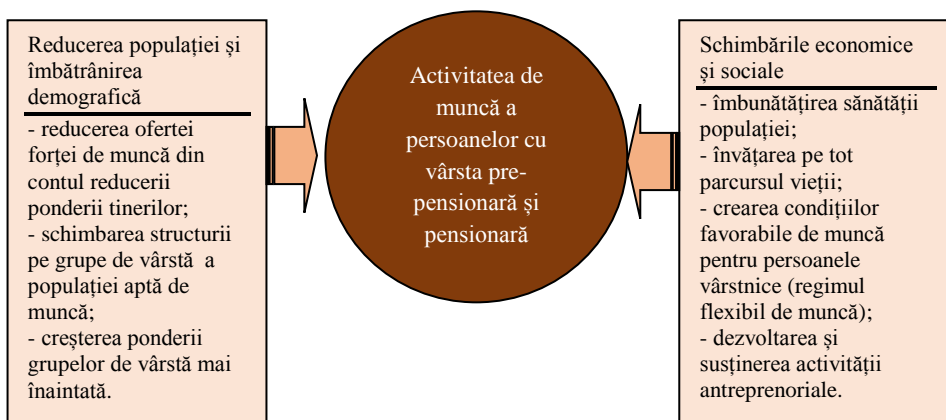 Reducerea populației și
îmbătrânirea
demografică
- reducerea ofertei
forței de muncă din
contul reducerii
ponderii tinerilor;
- schimbarea structurii
pe grupe de vârstă a
populației aptă de
muncă;
- creșterea ponderii
grupelor de vârstă mai
înaintată.
Activitatea de
muncă a
persoanelor cu
vârsta pre-
pensionară și
pensionară
Schimbările economice
și sociale
- îmbunătățirea sănătății
populației;
- învățarea pe tot
parcursul vieții;
- crearea condițiilor
favorabile de muncă
pentru persoanele
vârstnice (regimul
flexibil de muncă);
- dezvoltarea și
susținerea activității
antreprenoriale.